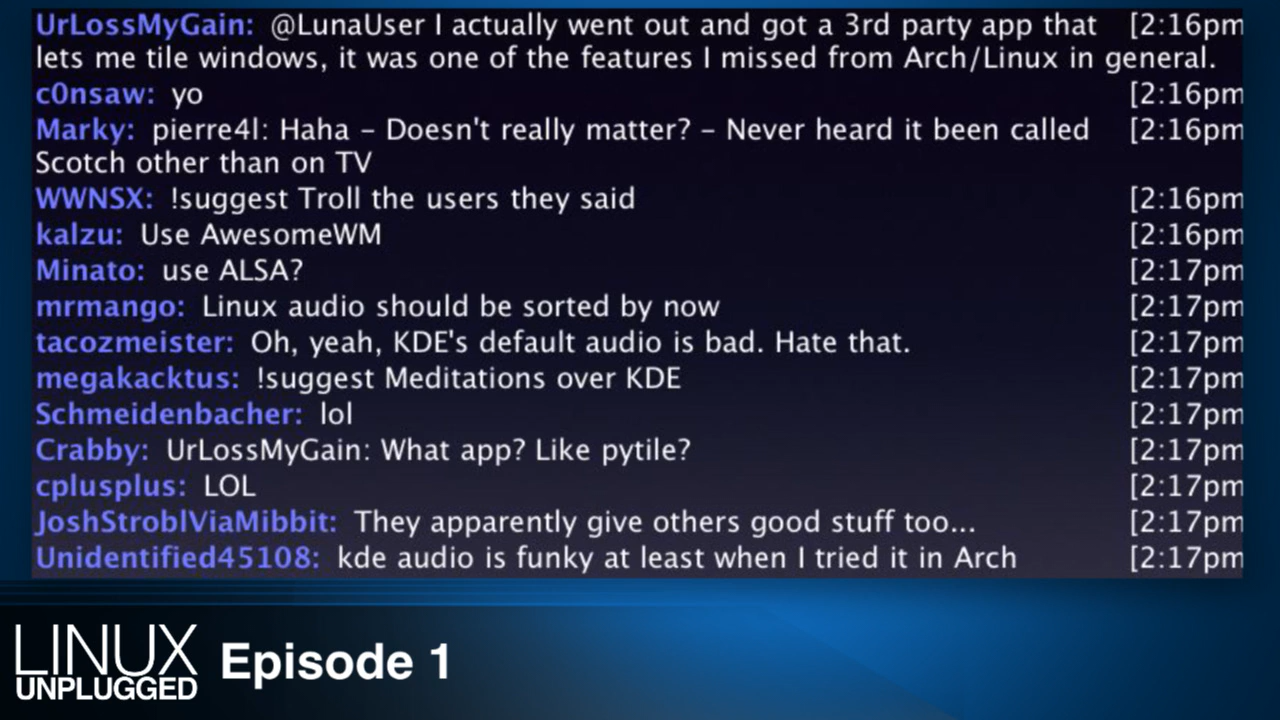 UrLossMyGain: @LunaUser I actually went out and got a 3rd party app that [2:16pm
lets me tile windows, it was one of the features I missed from Arch/Linux in general.
c0nsaw: yo [2:16pm
Marky: pierre4l: Haha – Doesn't really matter? – Never heard it been called [2:16pm
Scotch other than on TV
WWNSX: !suggest Troll the users they said [2:16pm
kalzu: Use AwesomeWM [2:16pm
Minato: use ALSA? [2:17pm
mrmango: Linux audio should be sorted by now [2:17pm
tacozmeister: Oh, yeah, KDE's default audio is bad. Hate that. [2:17pm
megakacktus: !suggest Meditations over KDE [2:17pm
Schmeidenbacher: lol [2:17pm
Crabby: UrLossMyGain: What app? Like pytile? [2:17pm
cplusplus: LOL [2:17pm
JoshStroblViaMibbit: They apparently give others good stuff too... [2:17pm
Unidentified45108: kde audio is funky at least when I tried it in Arch [2:17pm
LINUX
UNPLUGGED
Episode 1